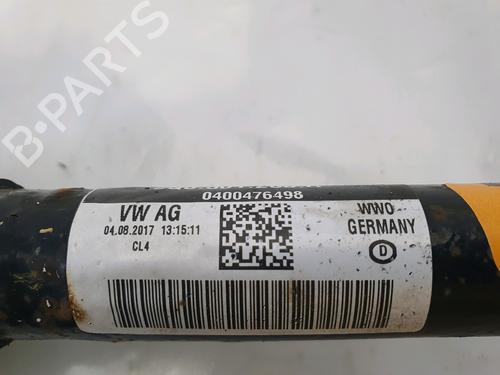 B-PARTS
0400476498
VW AG
04.08.2017 13:15:11
CL4
WWO
GERMANY
D